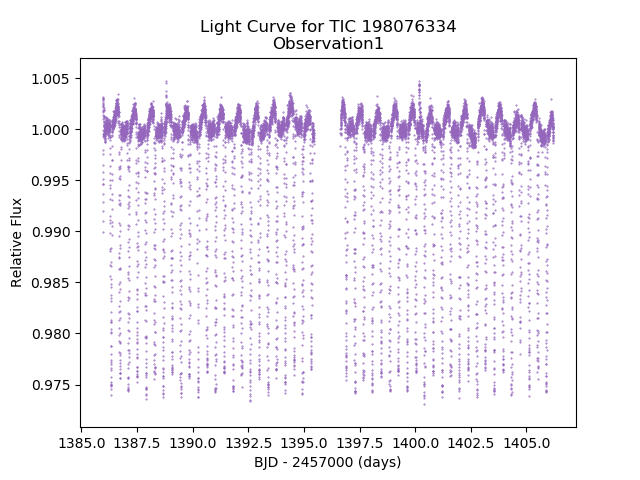 Light Curve for TIC 198076334
Observation1
1.005
1.000
0.995
0.990
0.985
0.980
0.975
Relative Flux
1385.0 1387.5 1390.0 1392.5 1395.0 1397.5 1400.0 1402.5 1405.0
BJD - 2457000 (days)